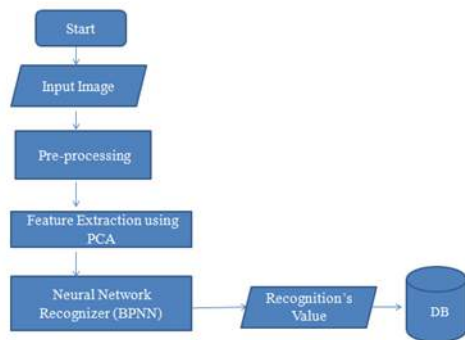 Start
Input Image
Pre-processing
Feature Extraction using
PCA
Neural Network
Recognizer (BPNN)
Recognition's
Value
DB